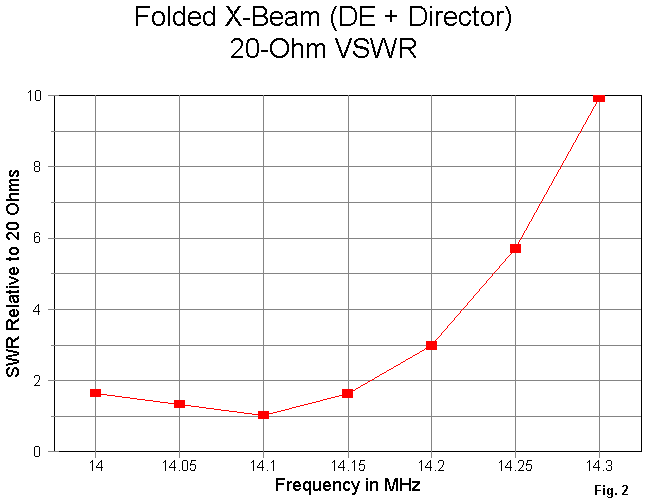 Folded X-Beam (DE + Director)
20-Ohm VSWR
SWR Relative to 20 Ohms
10
8
6
4
2
0
14 14.05 14.1 14.15 14.2 14.25 14.3
Frequency in MHz
Fig. 2